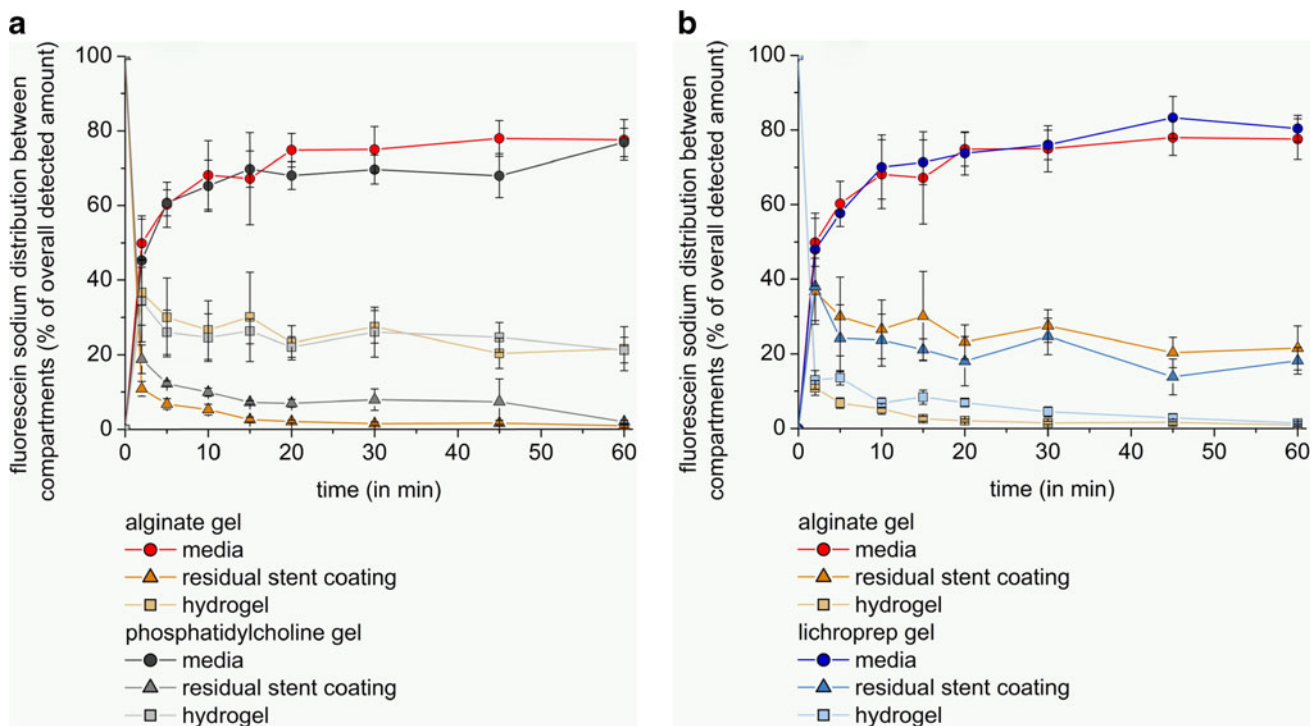 a
fluorescein sodium distribution between
compartments (% of overall detected amount)
100
80
60
40
20
0
0 10 20 30 40 50 60
time (in min)
alginate gel
media
residual stent coating
hydrogel
phosphatidylcholine gel
media
residual stent coating
hydrogel
b
fluorescein sodium distribution between
compartments (% of overall detected amount)
100
80
60
40
20
0
0 10 20 30 40 50 60
time (in min)
alginate gel
media
residual stent coating
hydrogel
lichroprep gel
media
residual stent coating
hydrogel